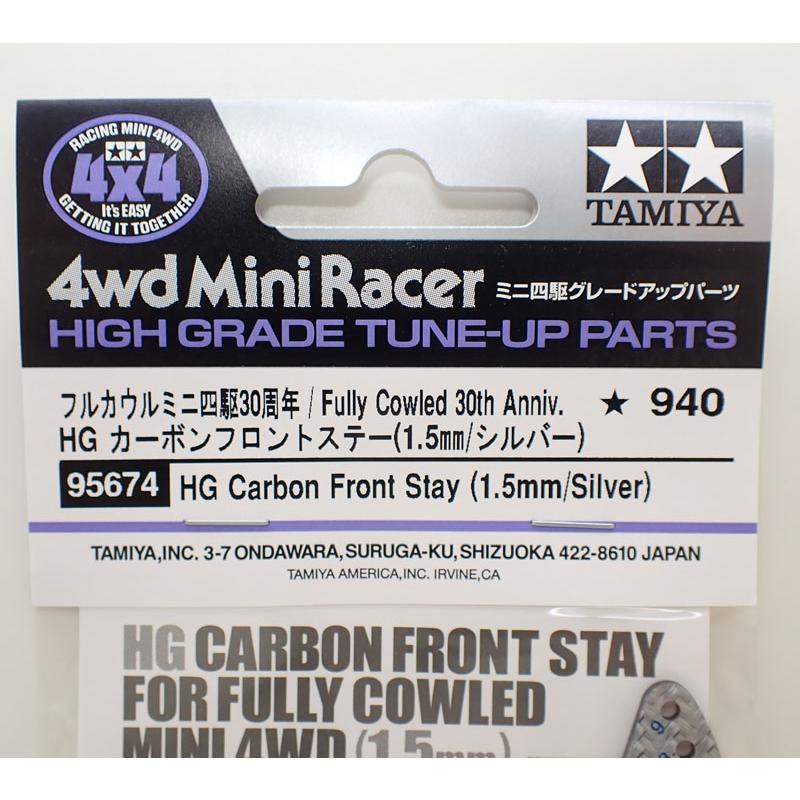 RACING MINI 4WD
4x4
It's EASY
GETTING IT TOGETHER
TAMIYA
4wd Mini Racer ミニ四駆グレードアップパーツ
HIGH GRADE TUNE-UP PARTS
フルカウルミニ四駆30周年 / Fully Cowled 30th Anniv. ★ 940
HG カーボンフロントステー(1.5㎜/シルバー)
95674 HG Carbon Front Stay (1.5mm/Silver)
TAMIYA,INC. 3-7 ONDAWARA, SURUGA-KU, SHIZUOKA 422-8610 JAPAN
TAMIYA AMERICA,INC. IRVINE,CA
HG CARBON FRONT STAY
FOR FULLY COWLED
MINI 4WD (1.5mm)
9